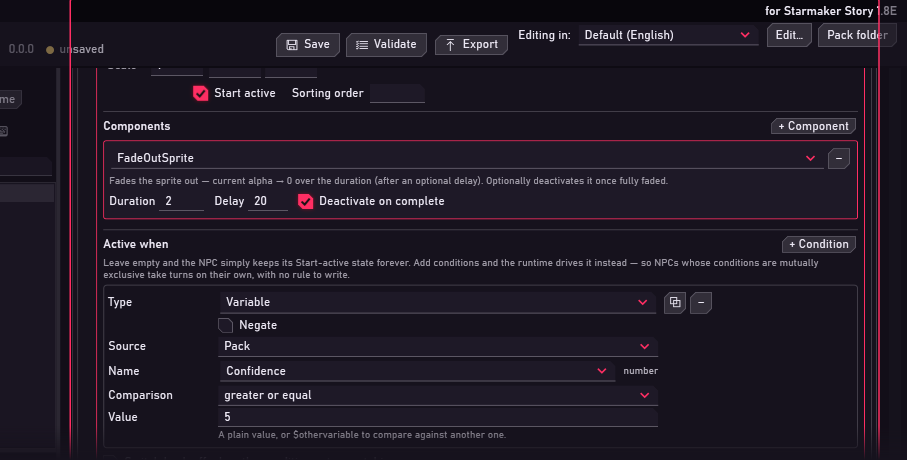 for Starmaker Story 1.8E
0.0.0 unsaved
Save
Validate
Export
Editing in:
Default (English)
Edit...
Pack folder
me
Start active
Sorting order
Components
+ Component
FadeOutSprite
−
Fades the sprite out — current alpha → 0 over the duration (after an optional delay). Optionally deactivates it once fully faded.
Duration 2 Delay 20 Deactivate on complete
Active when
+ Condition
Leave empty and the NPC simply keeps its Start-active state forever. Add conditions and the runtime drives it instead — so NPCs whose conditions are mutually
exclusive take turns on their own, with no rule to write.
Type Variable
−
Negate
Source Pack
Name Confidence number
Comparison greater or equal
Value 5
A plain value, or $othervariable to compare against another one.